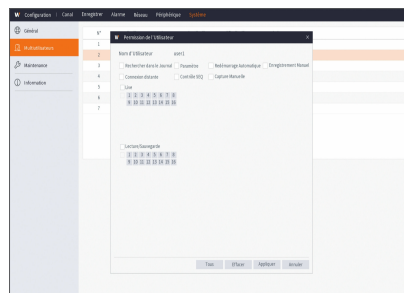 W Configuration | Canal Enregistrer Alarme Réseau Périphérique Système
Général
Multiutilisateurs
Maintenance
Information
N°
1
2
3
4
5
6
7
W Permission de l'Utilisateur ×
Nom d'Utilisateur user1
Rechercher dans le Journal Paramètre Redémarrage Automatique Enregistrement Manuel
Connexion distante Contrôle SEQ Capture Manuelle
Live
1 2 3 4 5 6 7 8
9 10 11 12 13 14 15 16
Lecture/Sauvegarde
1 2 3 4 5 6 7 8
9 10 11 12 13 14 15 16
Tous Effacer Appliquer Annuler